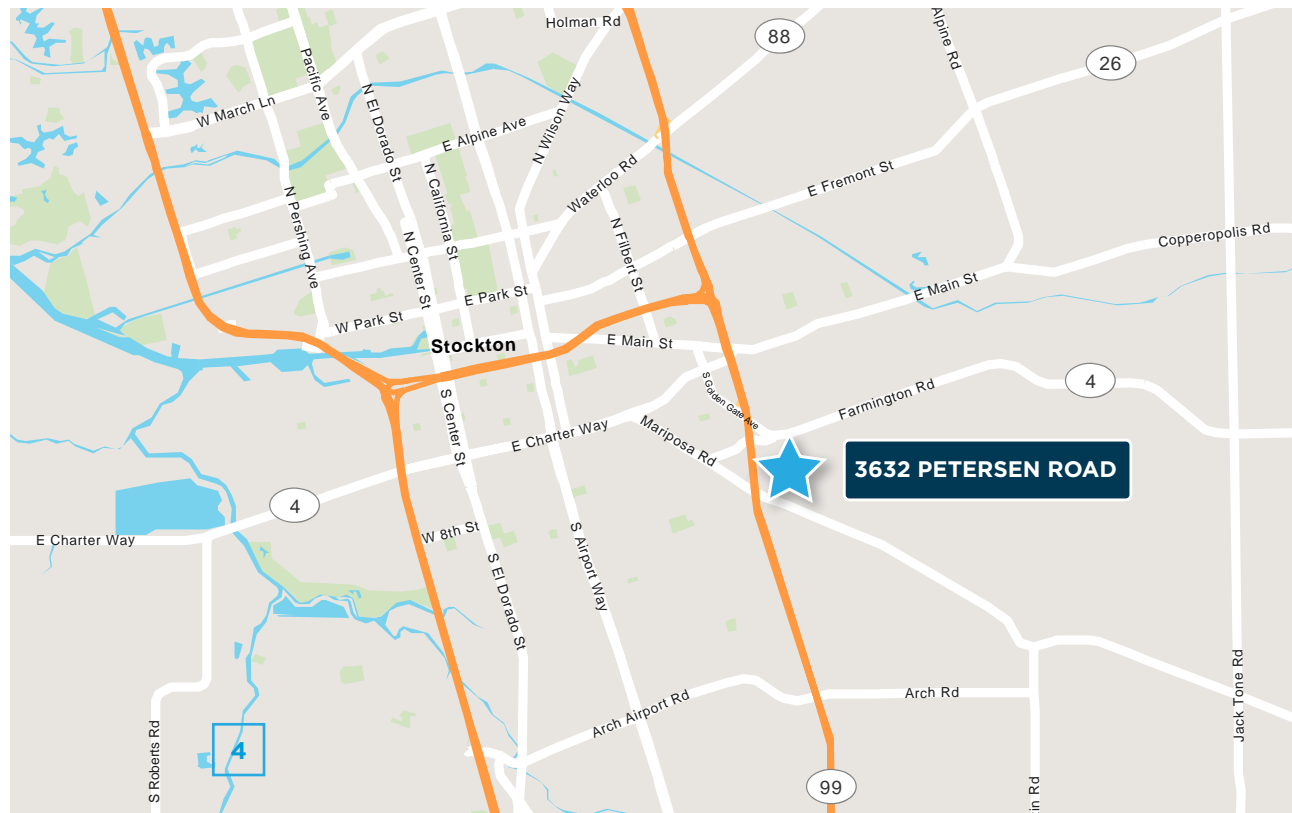 Holman Rd
88
Alpine Rd
26
Pacific Ave
W March Ln
N El Dorado St
E Alpine Ave
N Wilson Way
N California St
Waterloo Rd
E Fremont St
N Pershing Ave
N Center St
N Filbert St
Copperopolis Rd
E Park St
E Main St
W Park St
Stockton
E Main St
S Golden Gate Ave
4
Farmington Rd
S Center St
E Charter Way
Mariposa Rd
3632 PETERSEN ROAD
4
W 8th St
E Charter Way
S El Dorado St
S Airport Way
Arch Airport Rd
Arch Rd
Jack Tone Rd
S Roberts Rd
4
99
in Rd